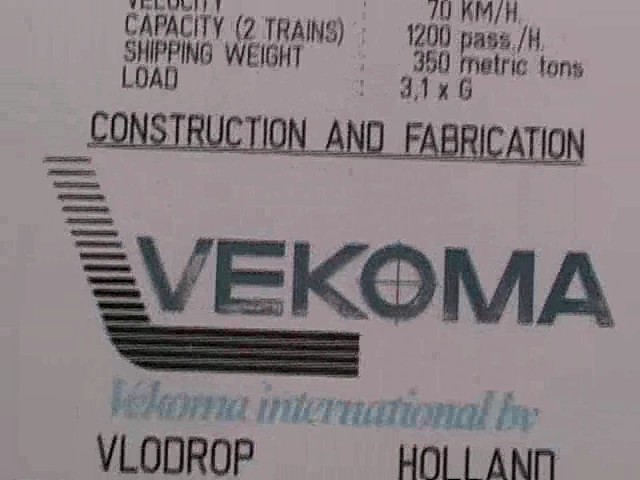 VELOCITY 70 KM/H.
CAPACITY (2 TRAINS) : 1200 pass./H.
SHIPPING WEIGHT : 350 metric tons
LOAD : 3,1 x G
CONSTRUCTION AND FABRICATION
VEKOMA
Vekoma international bv
VLODROP HOLLAND